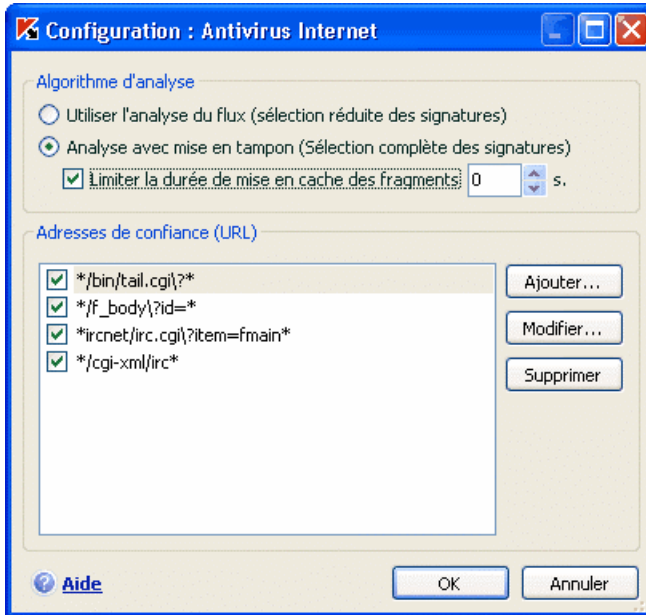 Configuration : Antivirus Internet
Algorithme d'analyse
Utiliser l'analyse du flux (sélection réduite des signatures)
Analyse avec mise en tampon (Sélection complète des signatures)
Limiter la durée de mise en cache des fragments 0 s.
Adresses de confiance (URL)
*/bin/tail.cgi\?*
*/f_body\?id=*
*ircnet/irc.cgi\?item=fmain*
*/cgi-xml/irc*
Ajouter...
Modifier...
Supprimer
Aide
OK
Annuler